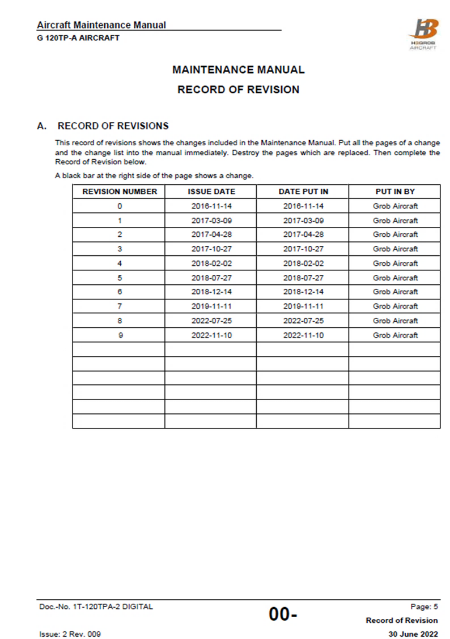 Aircraft Maintenance Manual
G 120TP-A AIRCRAFT
HB
AIRCRAFT
MAINTENANCE MANUAL
RECORD OF REVISION
A. RECORD OF REVISIONS
This record of revisions shows the changes included in the Maintenance Manual. Put all the pages of a change
and the change list into the manual immediately. Destroy the pages which are replaced. Then complete the
Record of Revision below.
A black bar at the right side of the page shows a change.
REVISION NUMBER ISSUE DATE DATE PUT IN PUT IN BY
0 2016-11-14 2016-11-14 Grob Aircraft
1 2017-03-09 2017-03-09 Grob Aircraft
2 2017-04-28 2017-04-28 Grob Aircraft
3 2017-10-27 2017-10-27 Grob Aircraft
4 2018-02-02 2018-02-02 Grob Aircraft
5 2018-07-27 2018-07-27 Grob Aircraft
6 2018-12-14 2018-12-14 Grob Aircraft
7 2019-11-11 2019-11-11 Grob Aircraft
8 2022-07-25 2022-07-25 Grob Aircraft
9 2022-11-10 2022-11-10 Grob Aircraft
Doc.-No. 1T-120TPA-2 DIGITAL
Page: 5
00-
Record of Revision
Issue: 2 Rev. 009
30 June 2022